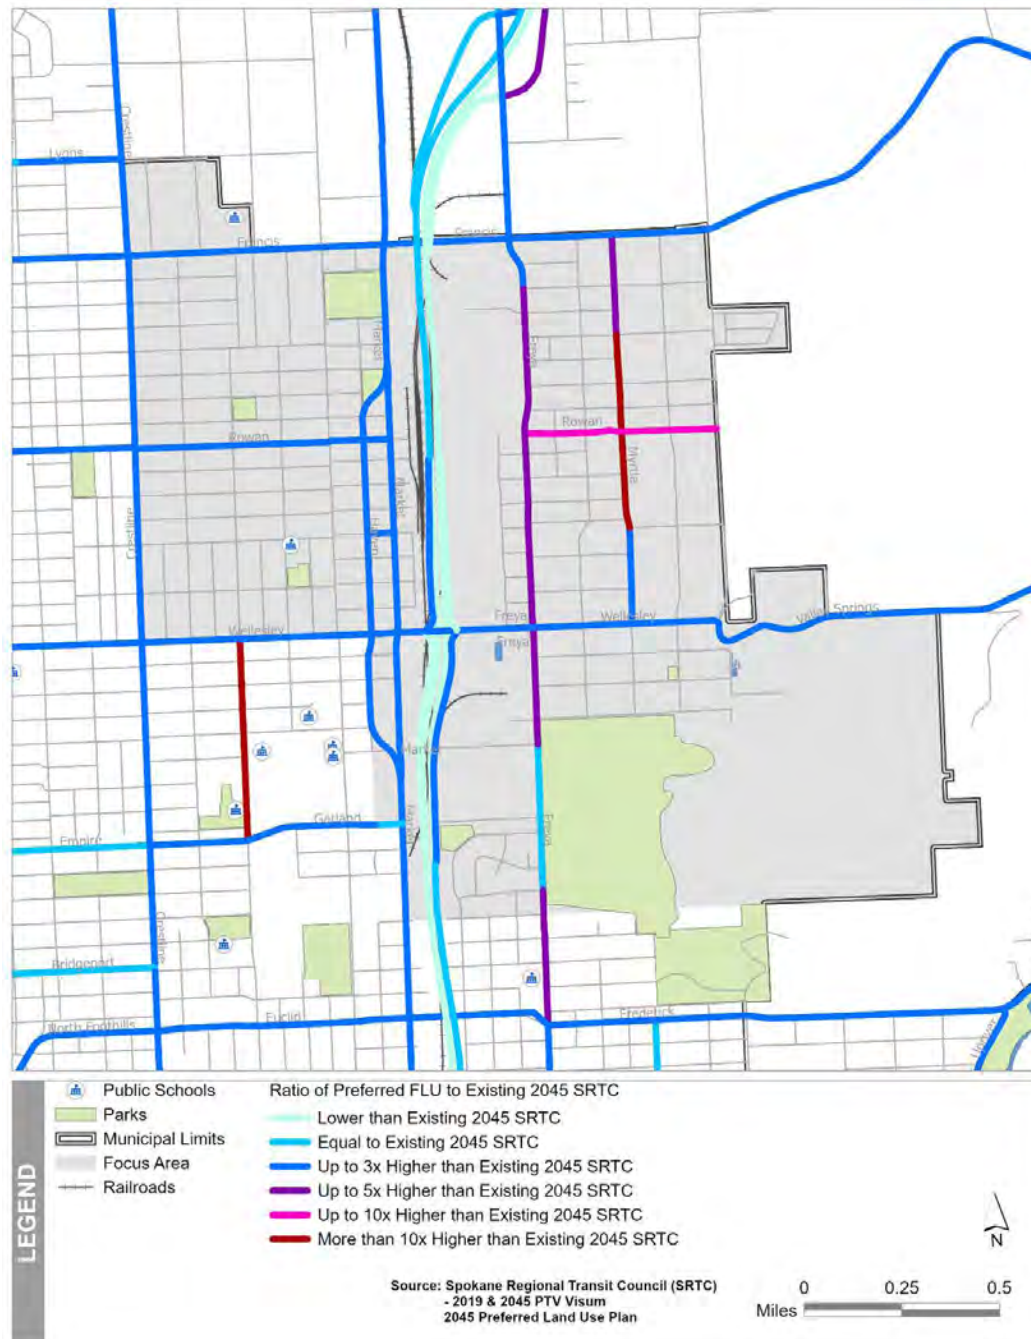 Lyons
Crestline
Francis
Francis
Market
Freya
Rowan
Rowan
Myrtle
Market
Haven
Crestline
Wellesley
Freya
Wellesley
Valley Springs
Freya
Market
Garland
Market
Freya
Empire
Crestline
Bridgeport
Euclid
Frederick
North Foothills
Upriver
LEGEND
Public Schools
Parks
Municipal Limits
Focus Area
Railroads
Ratio of Preferred FLU to Existing 2045 SRTC
Lower than Existing 2045 SRTC
Equal to Existing 2045 SRTC
Up to 3x Higher than Existing 2045 SRTC
Up to 5x Higher than Existing 2045 SRTC
Up to 10x Higher than Existing 2045 SRTC
More than 10x Higher than Existing 2045 SRTC
N
Source: Spokane Regional Transit Council (SRTC)
- 2019 & 2045 PTV Visum
2045 Preferred Land Use Plan
0 0.25 0.5
Miles